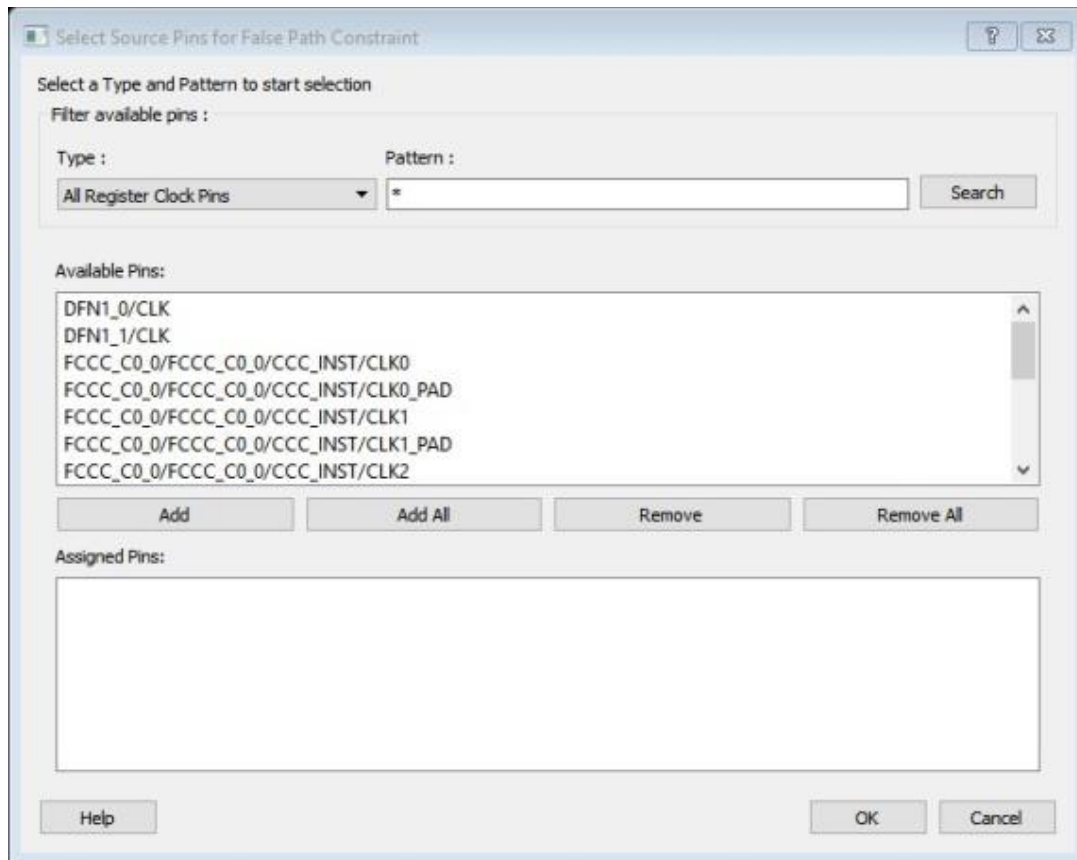 Select Source Pins for False Path Constraint
Select a Type and Pattern to start selection
Filter available pins :
Type :
Pattern :
All Register Clock Pins
*
Search
Available Pins:
DFN1_0/CLK
DFN1_1/CLK
FCCC_C0_0/FCCC_C0_0/CCC_INST/CLK0
FCCC_C0_0/FCCC_C0_0/CCC_INST/CLK0_PAD
FCCC_C0_0/FCCC_C0_0/CCC_INST/CLK1
FCCC_C0_0/FCCC_C0_0/CCC_INST/CLK1_PAD
FCCC_C0_0/FCCC_C0_0/CCC_INST/CLK2
Add
Add All
Remove
Remove All
Assigned Pins:
Help
OK
Cancel